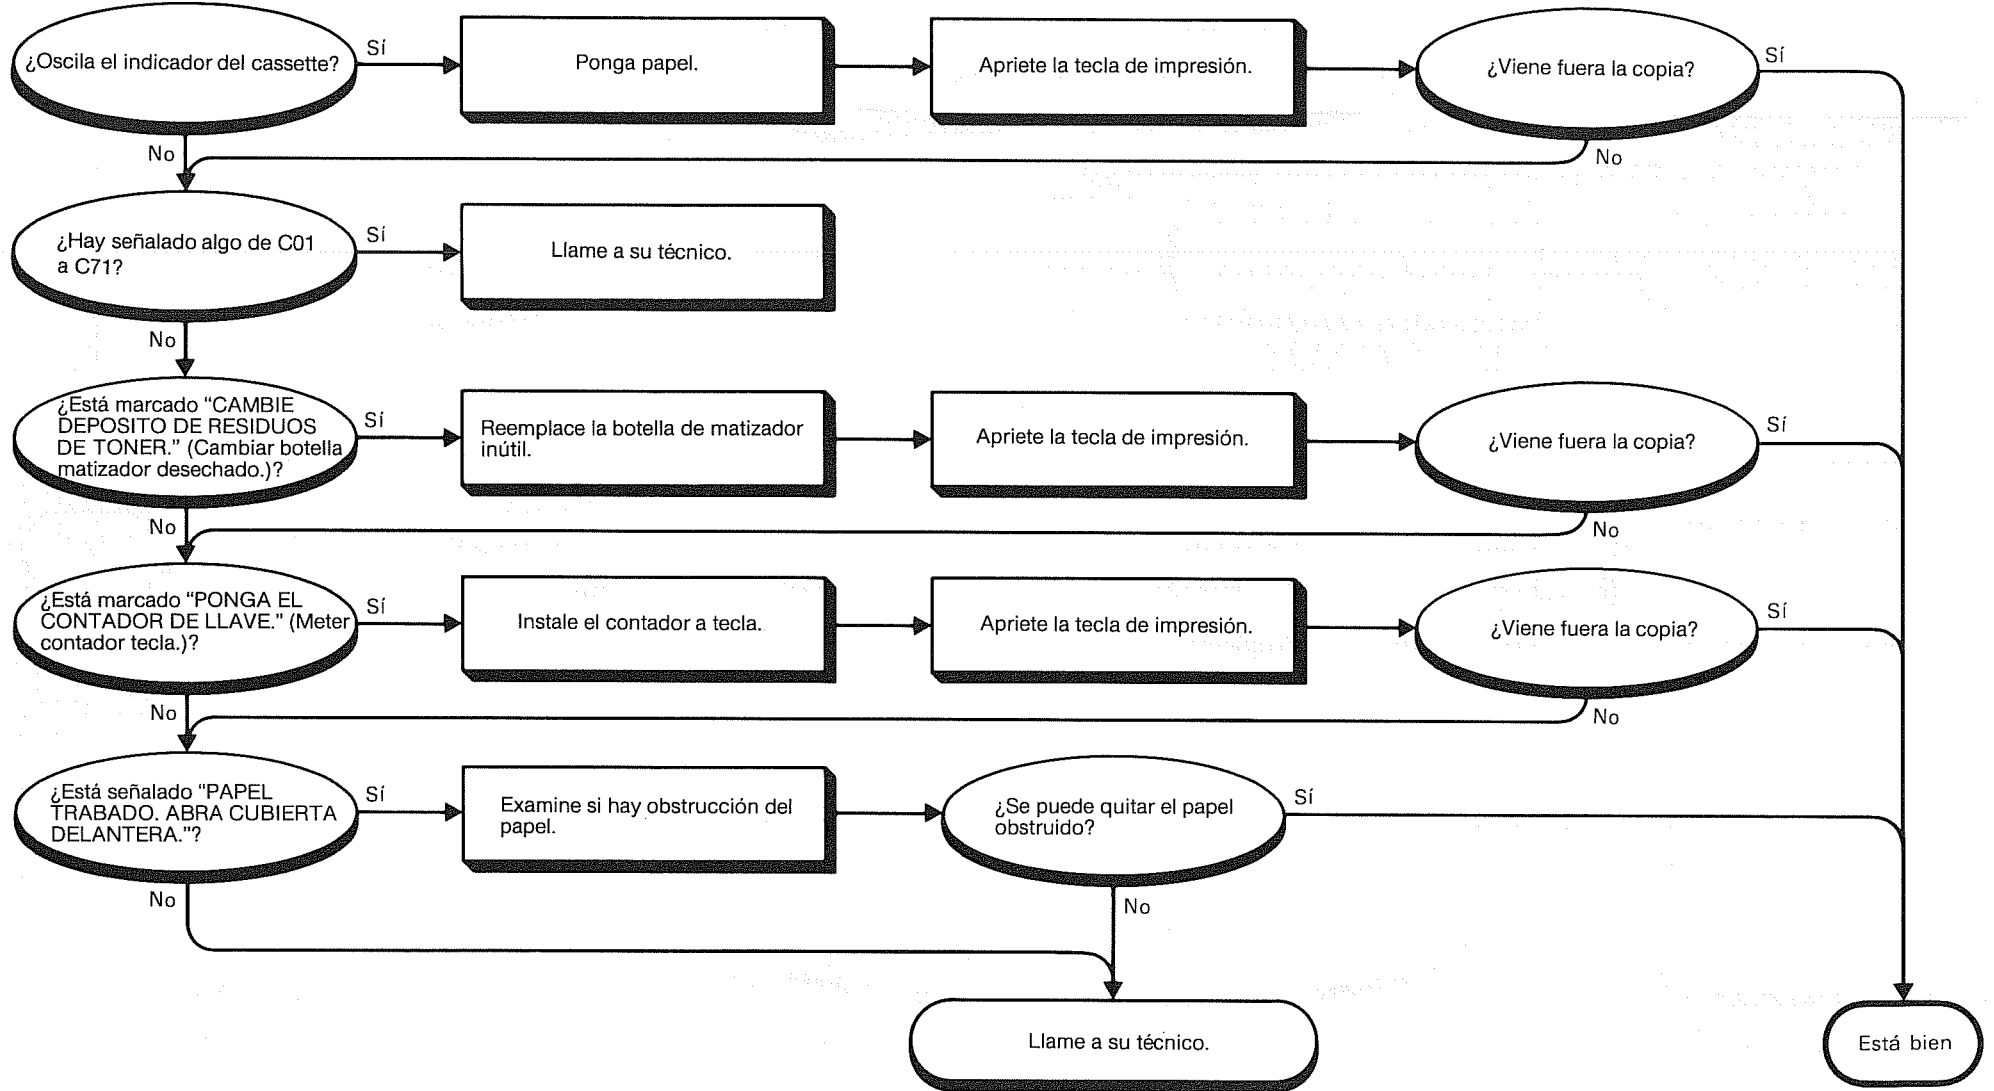 ¿Oscila el indicador del cassette?
Sí
Ponga papel.
Apriete la tecla de impresión.
¿Viene fuera la copia?
Sí
No
No
¿Hay señalado algo de C01
a C71?
Sí
Llame a su técnico.
No
¿Está marcado “CAMBIE
DEPOSITO DE RESIDUOS
DE TONER.” (Cambiar botella
matizador desechado.)?
Sí
Reemplace la botella de matizador
inútil.
Apriete la tecla de impresión.
¿Viene fuera la copia?
Sí
No
No
¿Está marcado “PONGA EL
CONTADOR DE LLAVE.” (Meter
contador tecla.)?
Sí
Instale el contador a tecla.
Apriete la tecla de impresión.
¿Viene fuera la copia?
Sí
No
No
¿Está señalado “PAPEL
TRABADO. ABRA CUBIERTA
DELANTERA.”?
Sí
Examine si hay obstrucción del
papel.
¿Se puede quitar el papel
obstruido?
Sí
No
No
Llame a su técnico.
Está bien